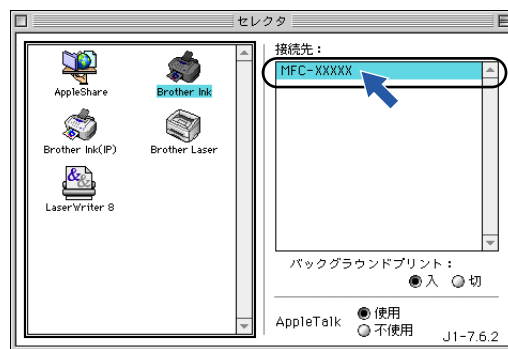 セレクタ
AppleShare
Brother Ink
Brother Ink(IP)
Brother Laser
LaserWriter 8
接続先：
MFC-XXXXX
バックグラウンドプリント：
入 切
AppleTalk
使用
不使用
J1-7.6.2